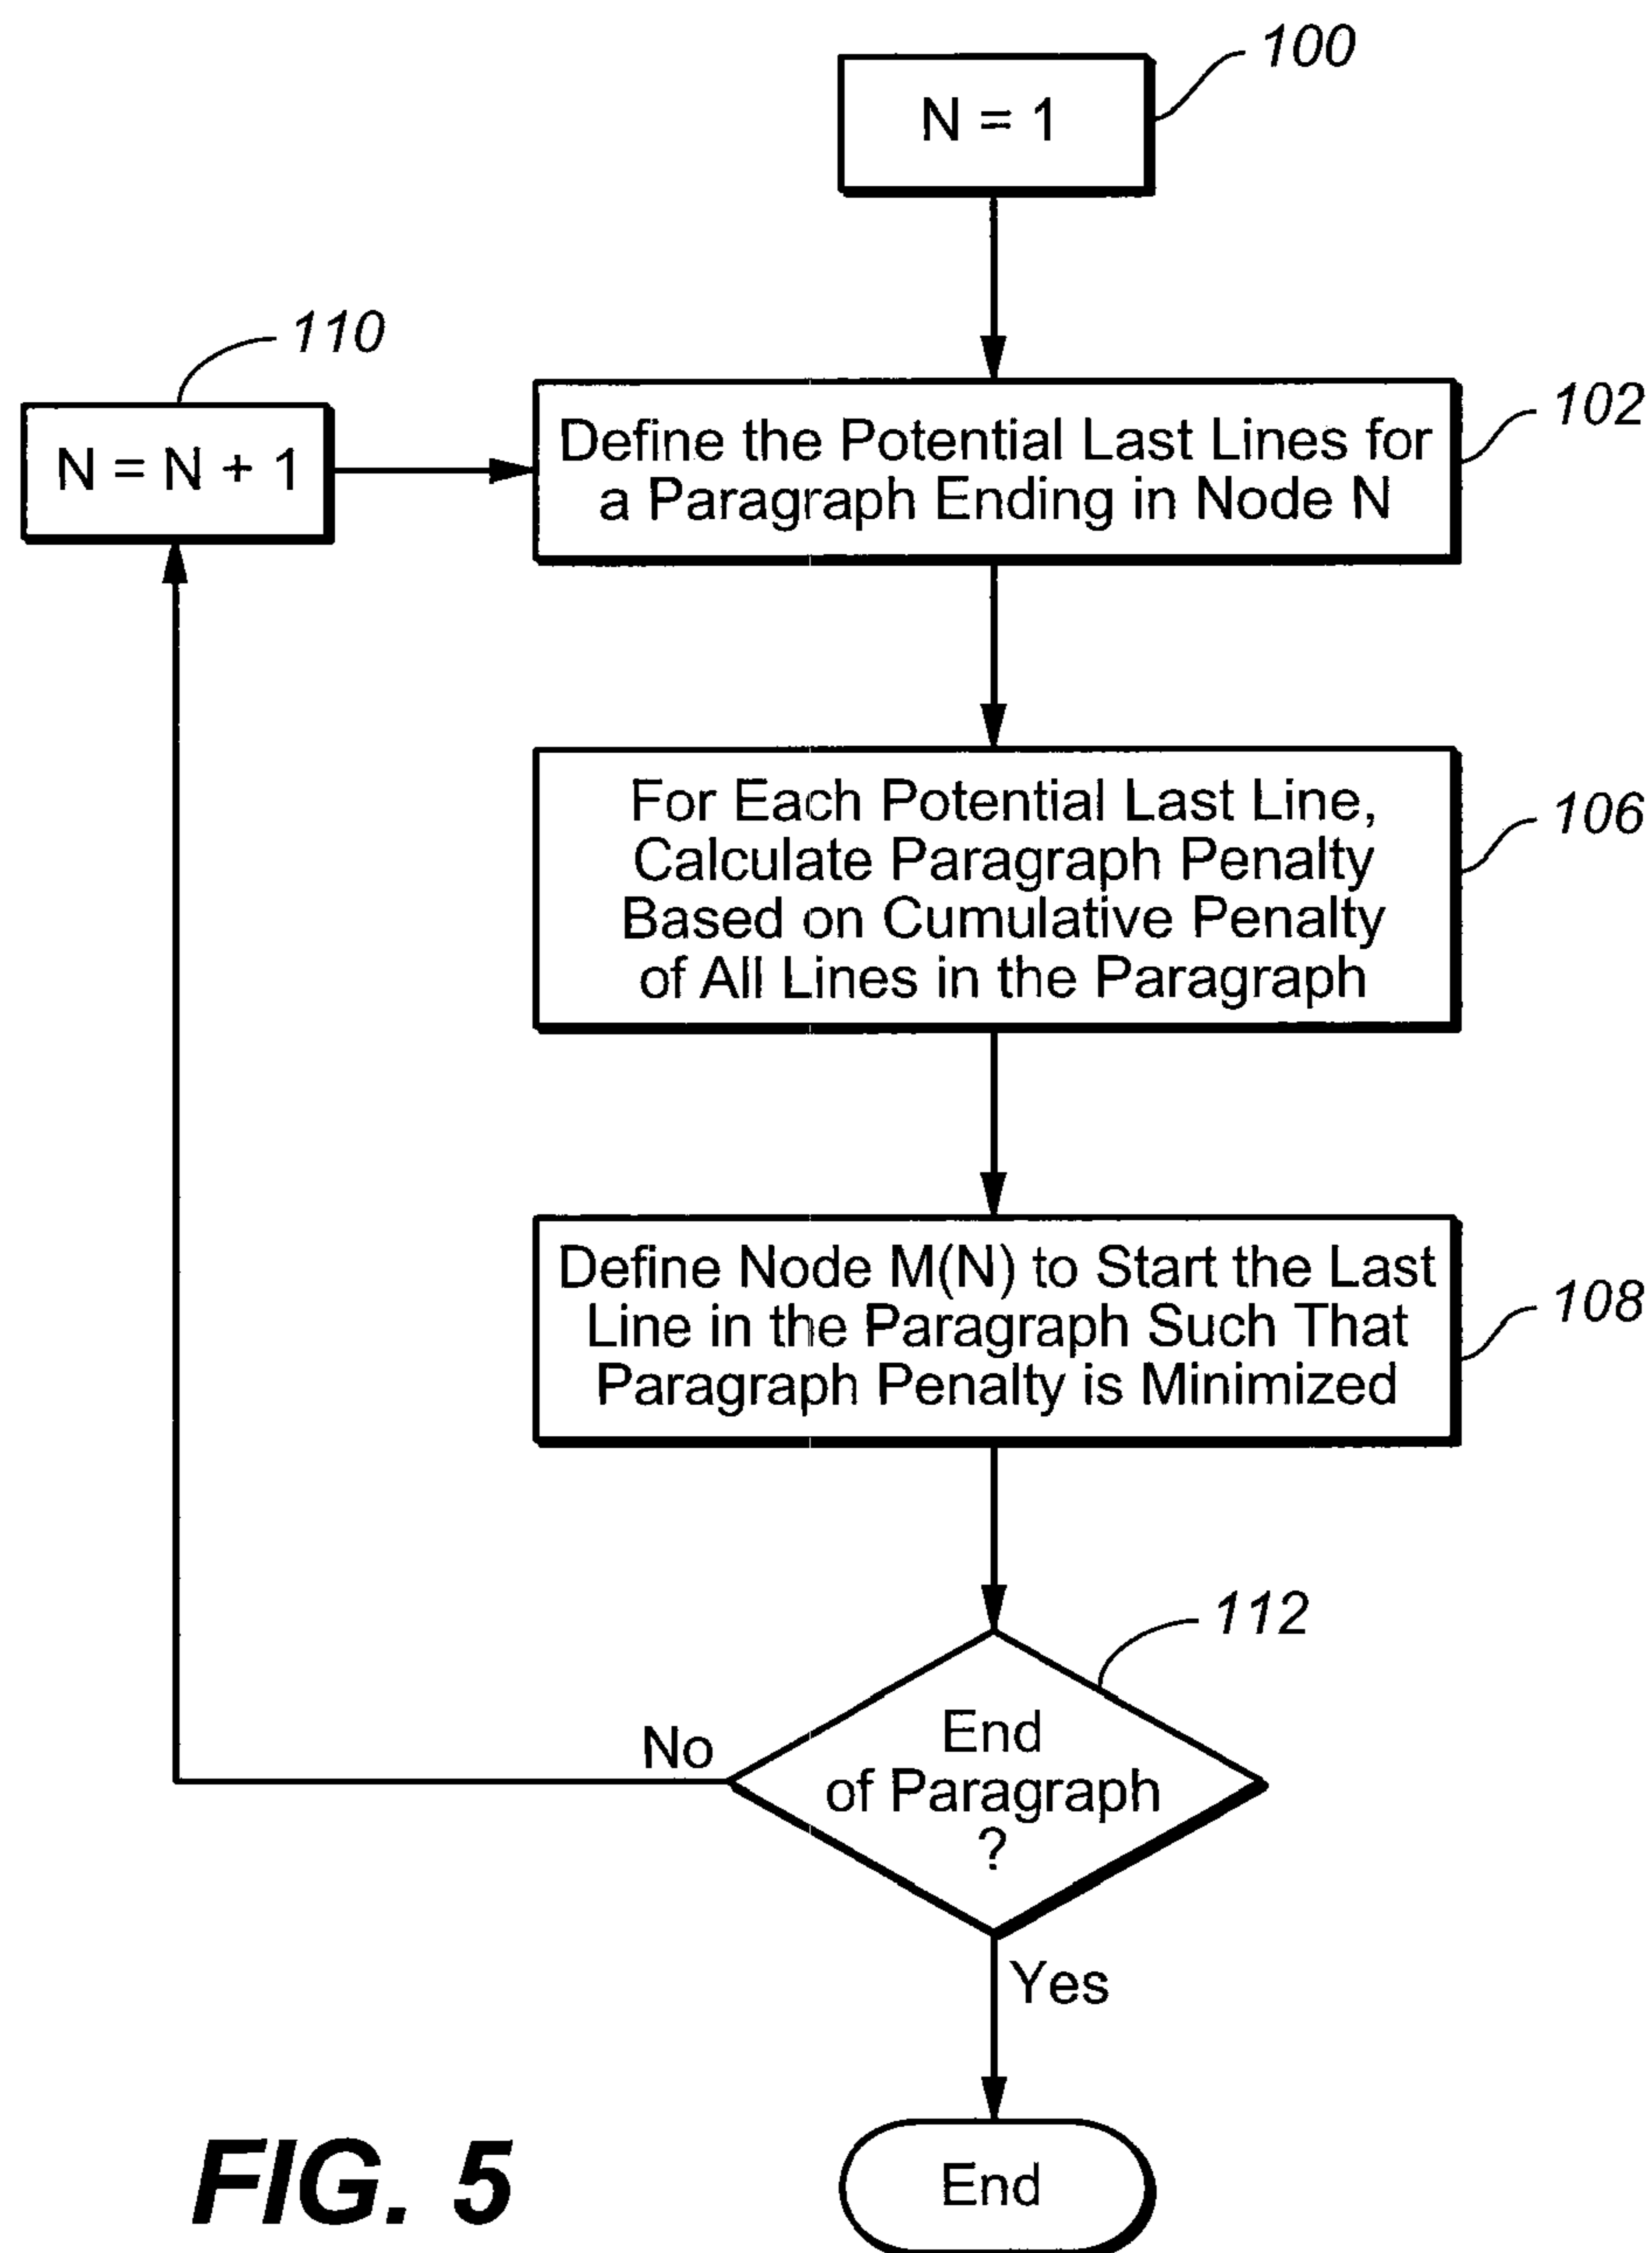 100
N = 1
110
N = N + 1
102
Define the Potential Last Lines for
a Paragraph Ending in Node N
106
For Each Potential Last Line,
Calculate Paragraph Penalty
Based on Cumulative Penalty
of All Lines in the Paragraph
108
Define Node M(N) to Start the Last
Line in the Paragraph Such That
Paragraph Penalty is Minimized
112
End
of Paragraph
?
No
Yes
End
FIG. 5